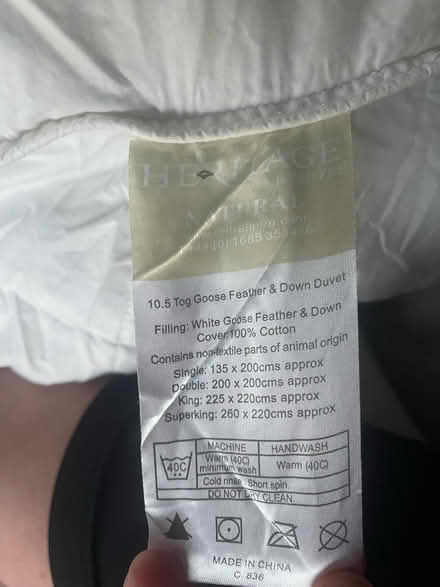 HERITAGE
NATURAL
10.5 Tog Goose Feather & Down Duvet
Filling: White Goose Feather & Down
Cover:100% Cotton
Contains non-textile parts of animal origin
Single: 135 x 200cms approx
Double: 200 x 200cms approx
King: 225 x 220cms approx
Superking: 260 x 220cms approx
40C
MACHINE HANDWASH
Warm (40C) minimum wash Warm (40C)
Cold rinse. Short spin.
DO NOT DRY CLEAN.
MADE IN CHINA
C 836